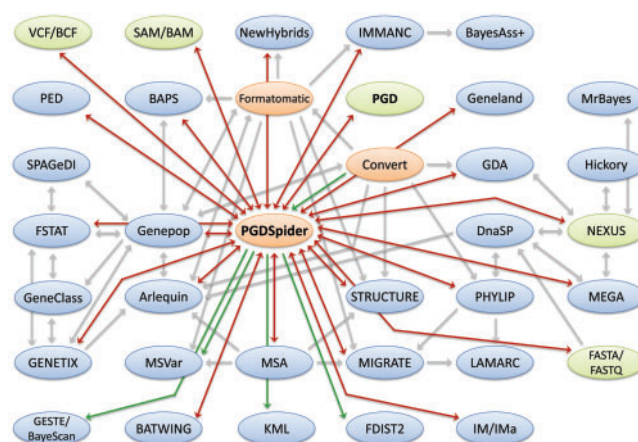 VCF/BCF
SAM/BAM
NewHybrids
IMMANC
BayesAss+
PED
BAPS
Formatomatic
PGD
Geneland
MrBayes
SPAGeDI
Convert
GDA
Hickory
FSTAT
Genepop
PGDSpider
DnaSP
NEXUS
GeneClass
Arlequin
STRUCTURE
PHYLIP
MEGA
GENETIX
MSVar
MSA
MIGRATE
LAMARC
FASTA/
FASTQ
GESTE/
BayeScan
BATWING
KML
FDIST2
IM/IMa